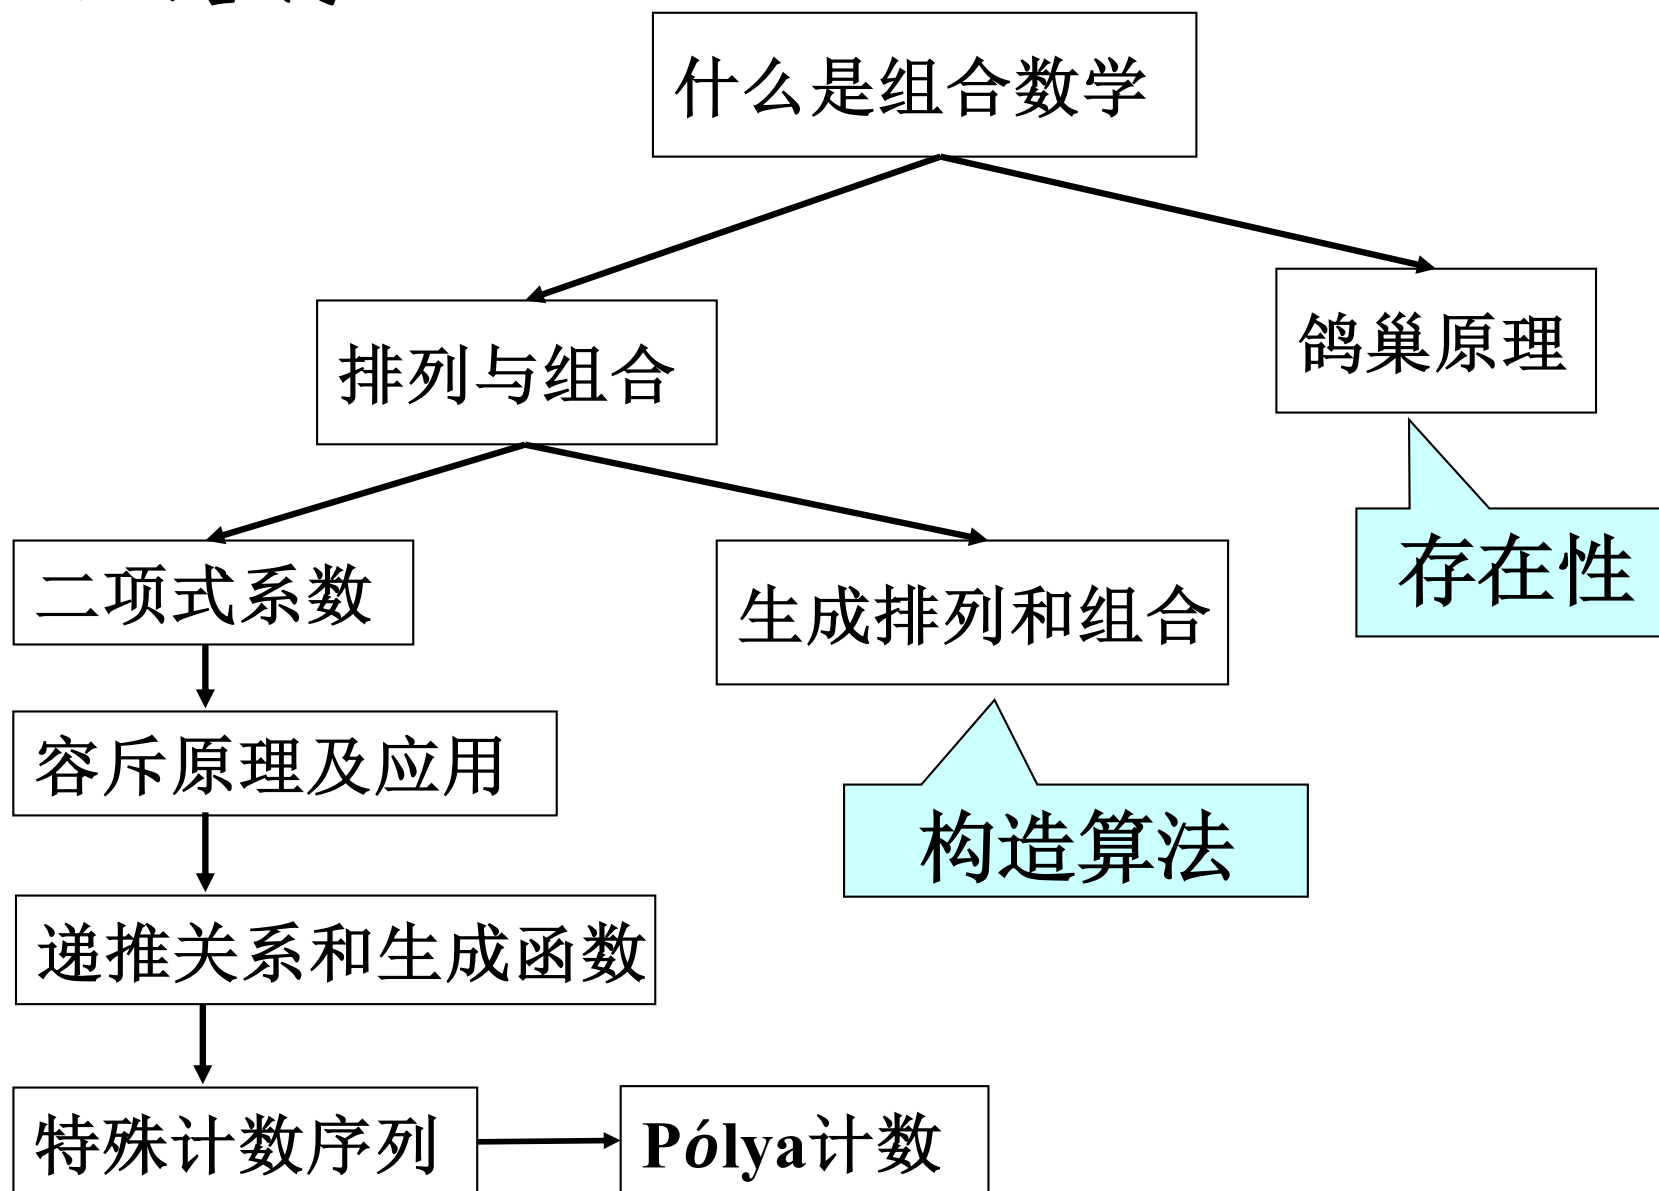 什么是组合数学
排列与组合
鸽巢原理
存在性
二项式系数
生成排列和组合
容斥原理及应用
构造算法
递推关系和生成函数
特殊计数序列
Pólya计数